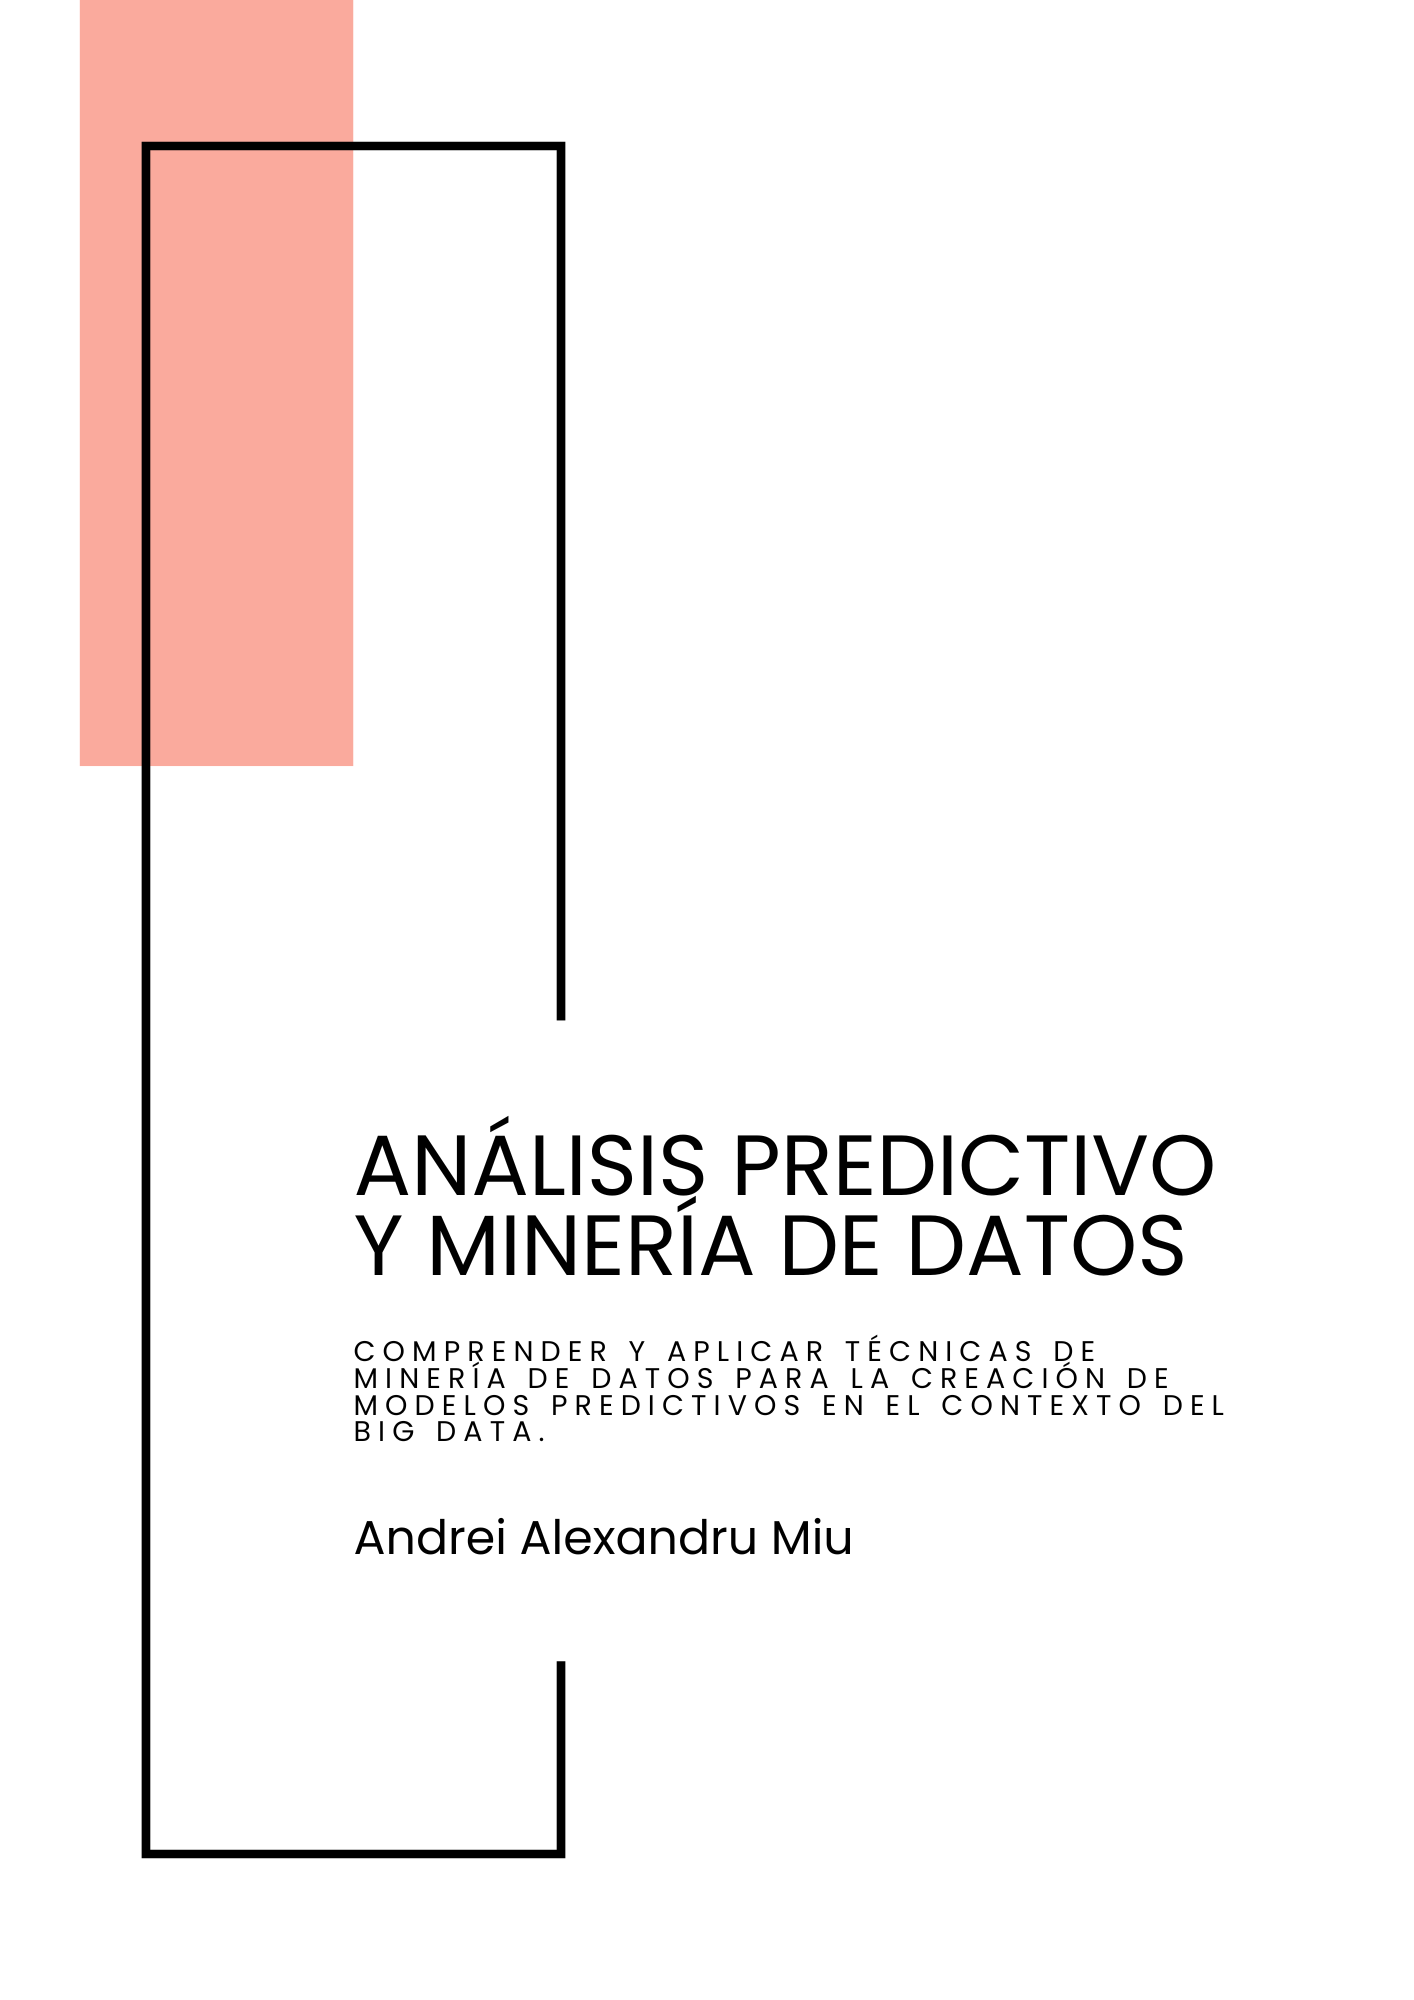 ANÁLISIS PREDICTIVO
Y MINERÍA DE DATOS
COMPRENDER Y APLICAR TÉCNICAS DE
MINERÍA DE DATOS PARA LA CREACIÓN DE
MODELOS PREDICTIVOS EN EL CONTEXTO DEL
BIG DATA.
Andrei Alexandru Miu